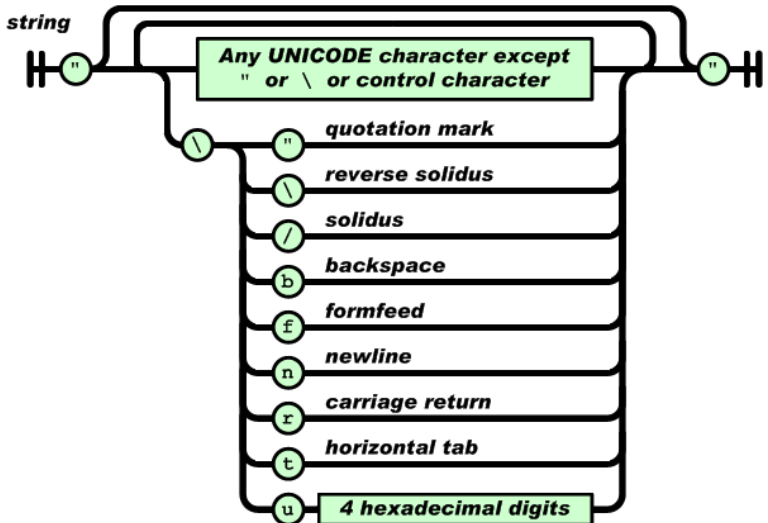 string
" Any UNICODE character except "
" or \ or control character
\ " quotation mark
\ reverse solidus
/ solidus
b backspace
f formfeed
n newline
r carriage return
t horizontal tab
u 4 hexadecimal digits